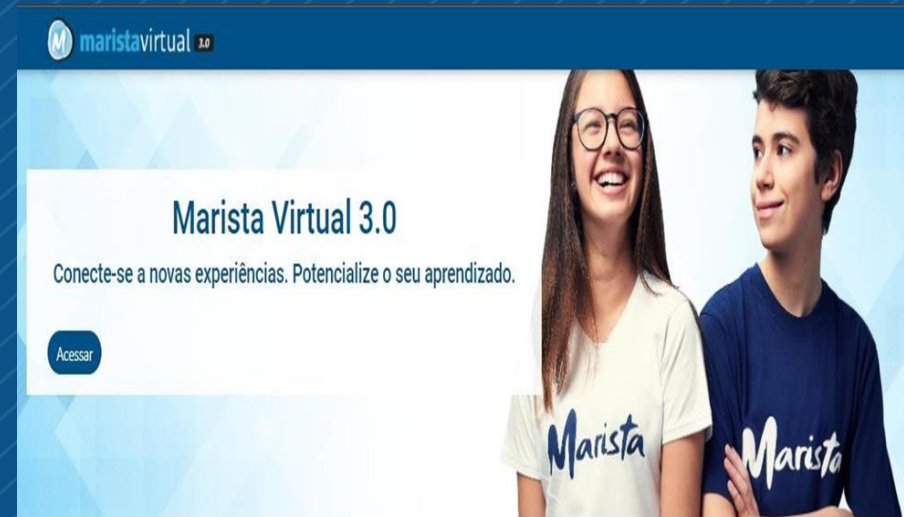 M maristavirtual 3.0
Marista Virtual 3.0
Conecte-se a novas experiências. Potencialize o seu aprendizado.
Acessar
Marista
Marista